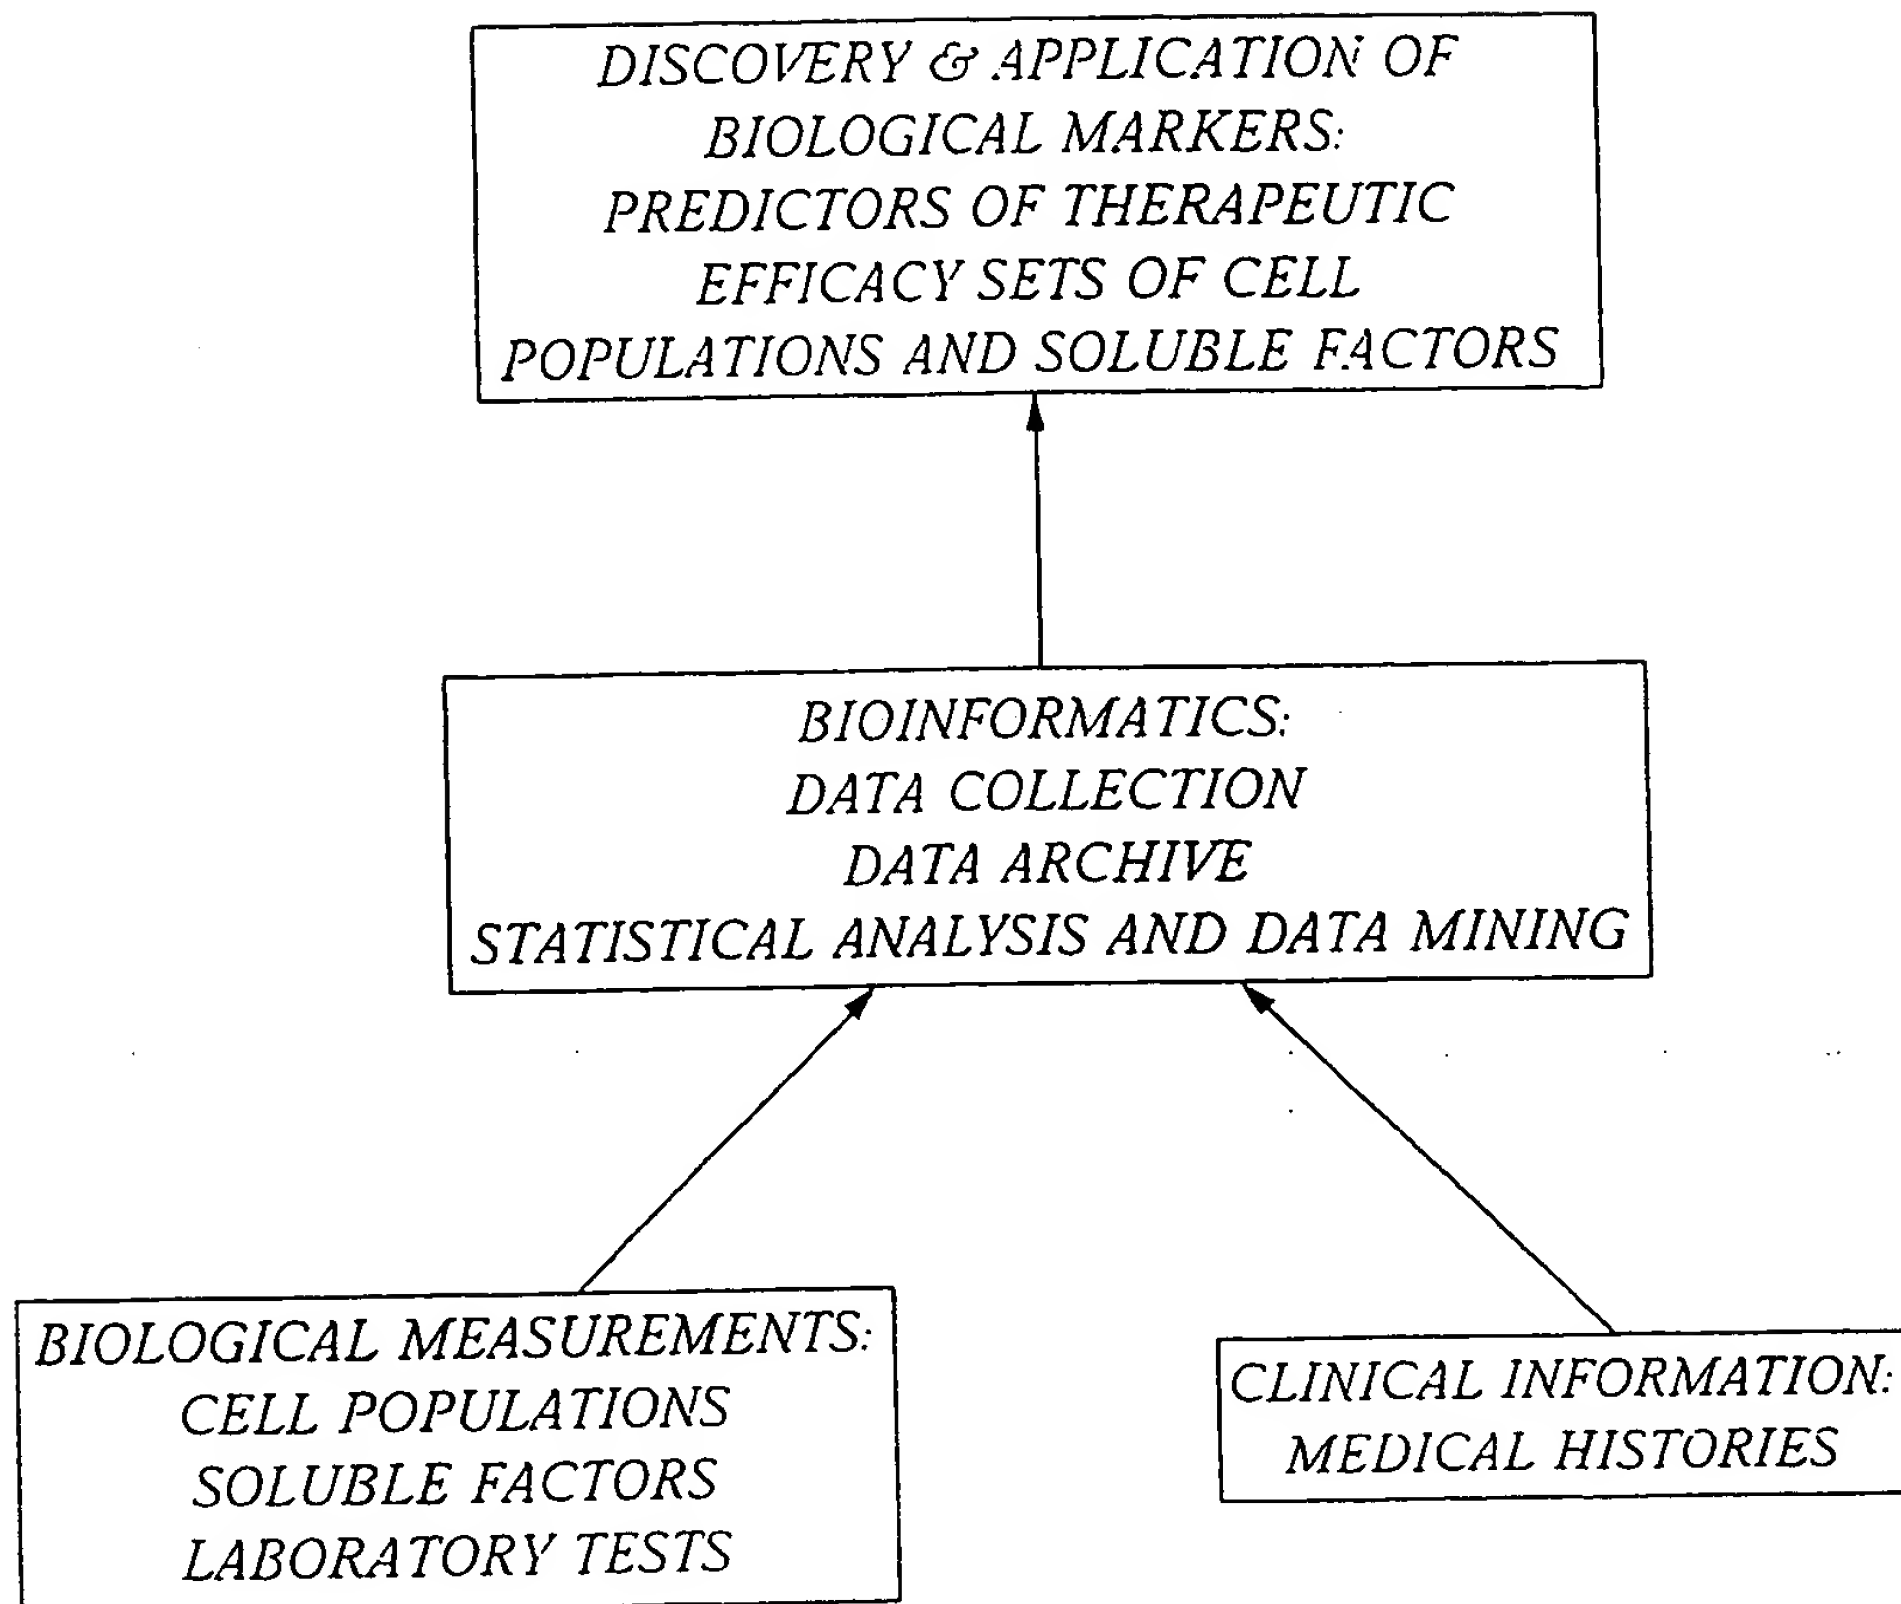 DISCOVERY & APPLICATION OF
BIOLOGICAL MARKERS:
PREDICTORS OF THERAPEUTIC
EFFICACY SETS OF CELL
POPULATIONS AND SOLUBLE FACTORS
BIOINFORMATICS:
DATA COLLECTION
DATA ARCHIVE
STATISTICAL ANALYSIS AND DATA MINING
BIOLOGICAL MEASUREMENTS:
CELL POPULATIONS
SOLUBLE FACTORS
LABORATORY TESTS
CLINICAL INFORMATION:
MEDICAL HISTORIES